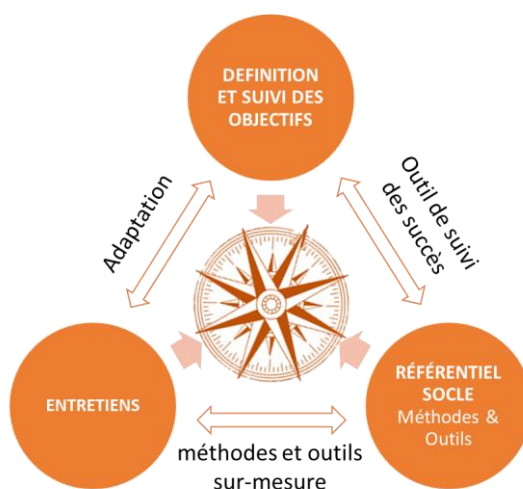 DEFINITION
ET SUIVI DES
OBJECTIFS
Adaptation
Outil de suivi
des succès
ENTRETIENS
RÉFÉRENTIEL
SOCLE
Méthodes &
Outils
méthodes et outils
sur-mesure